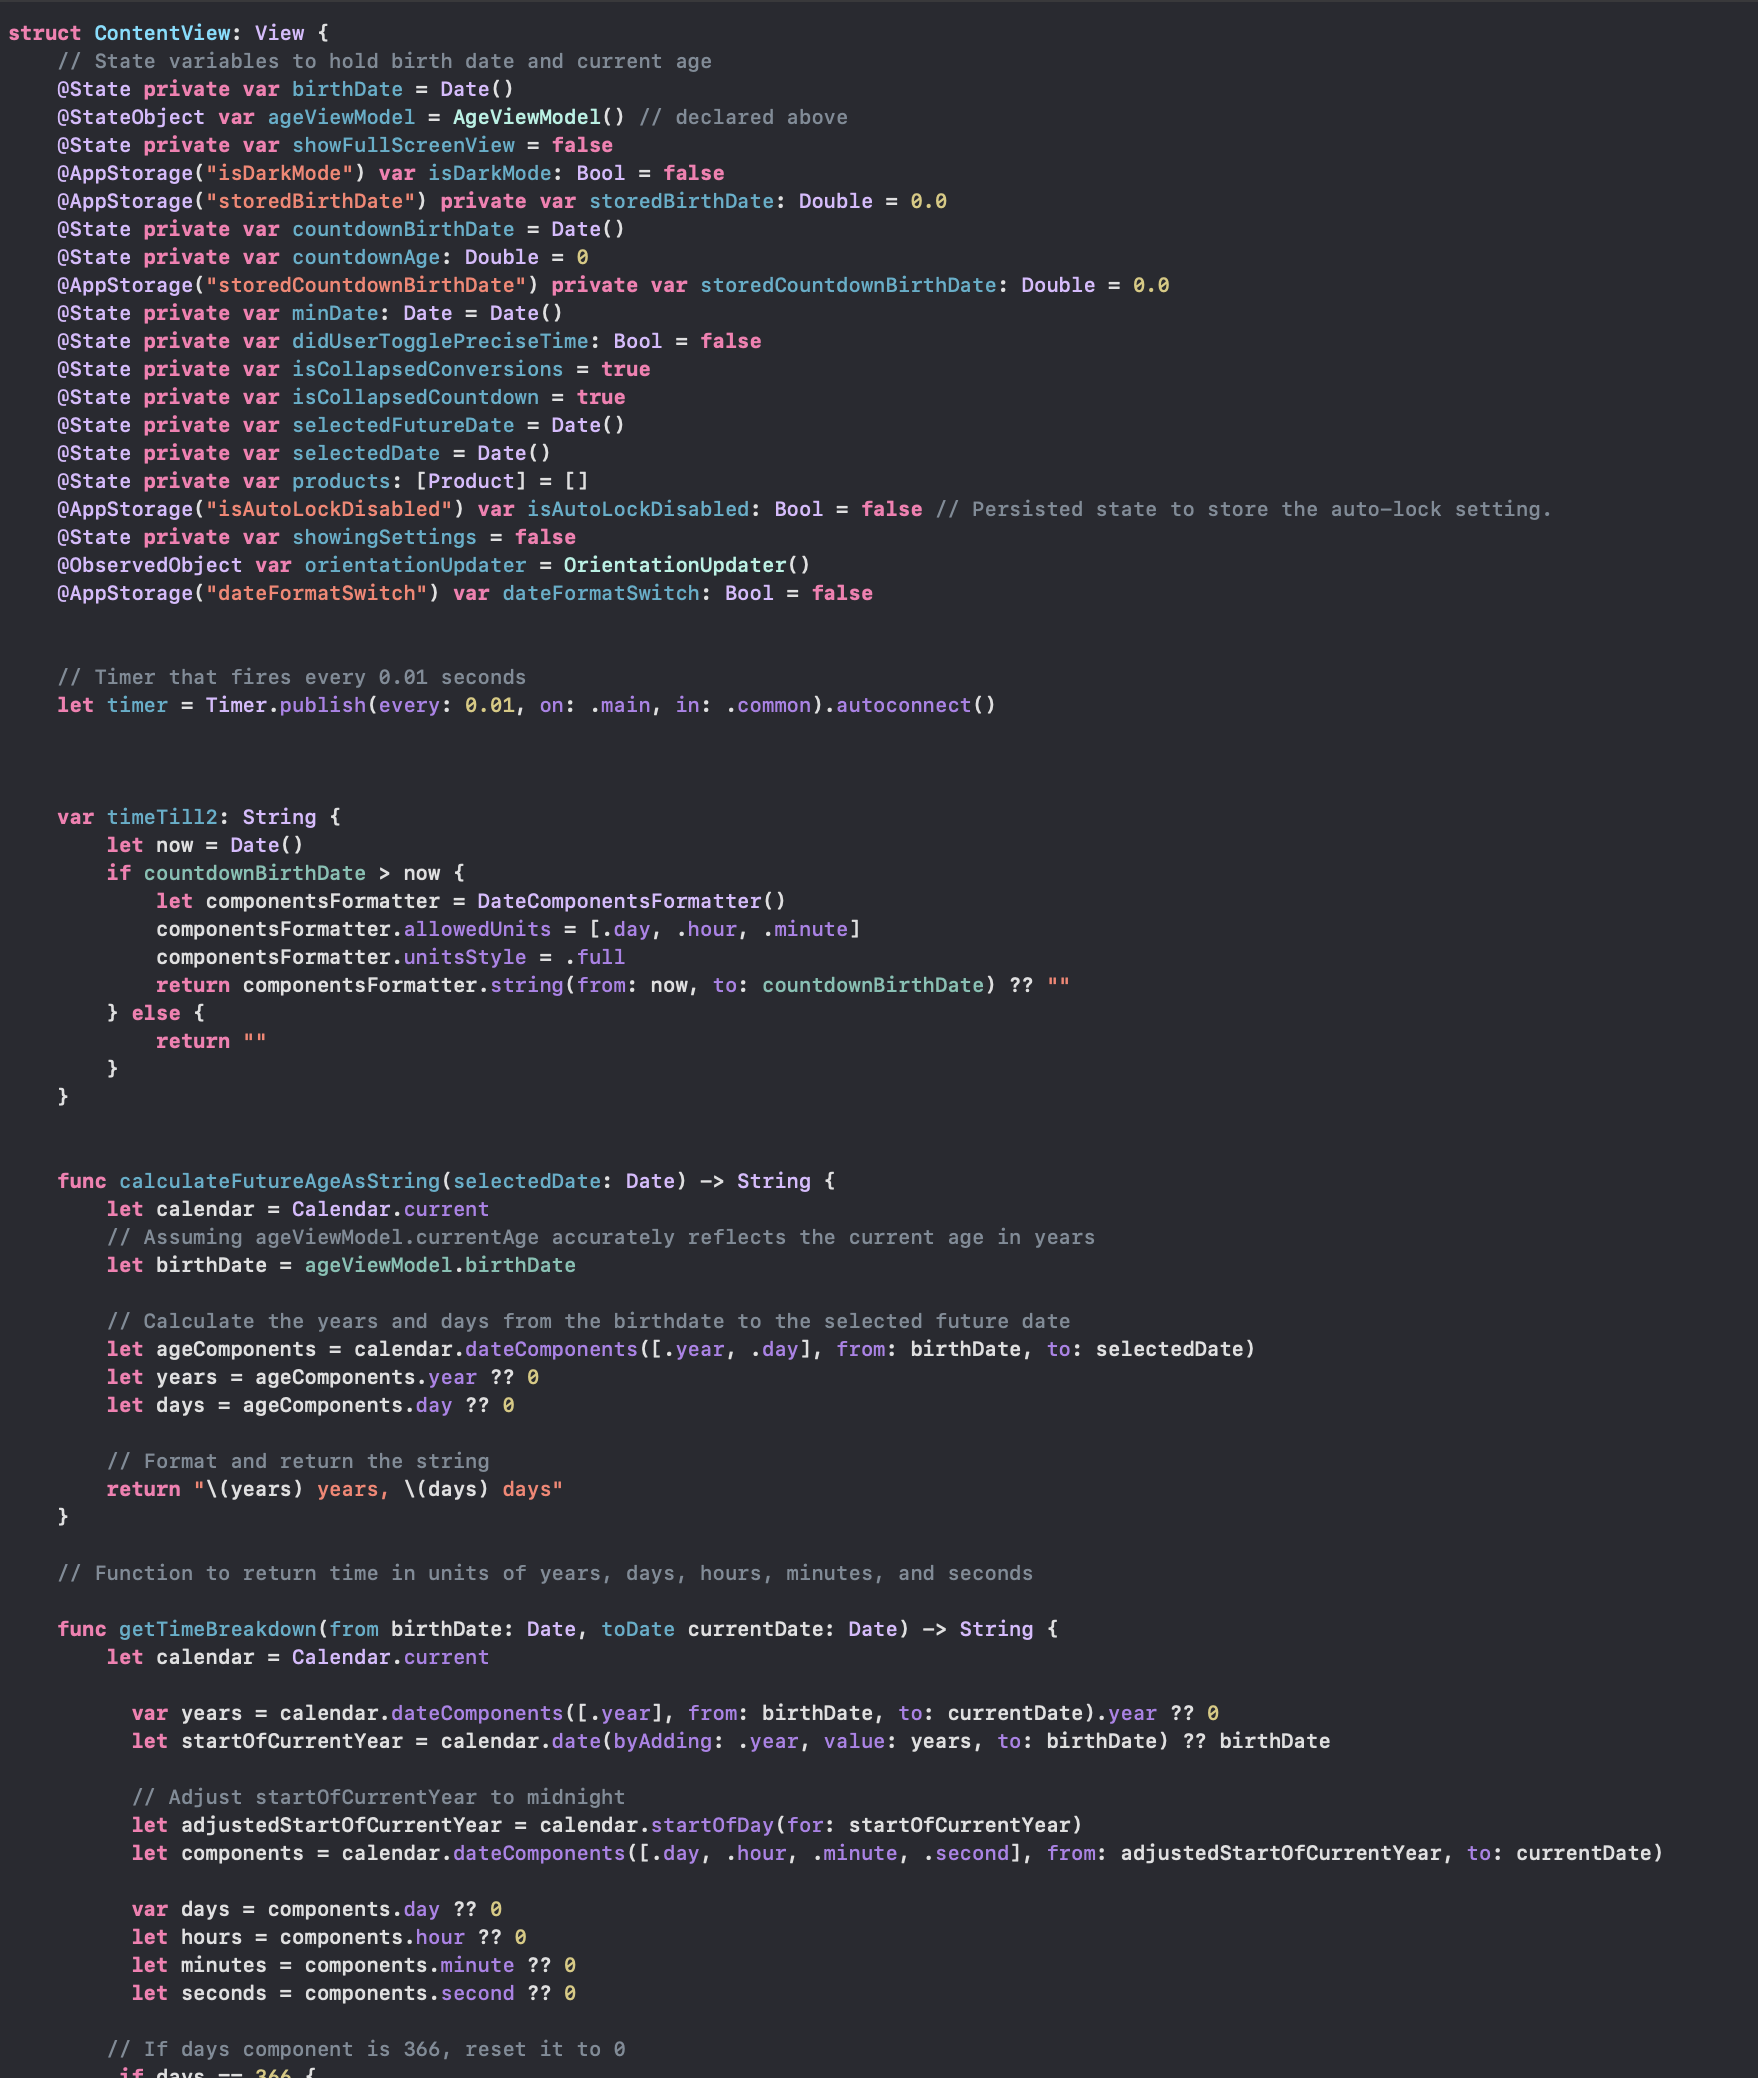 struct ContentView: View {
    // State variables to hold birth date and current age
    @State private var birthDate = Date()
    @StateObject var ageViewModel = AgeViewModel() // declared above
    @State private var showFullScreenView = false
    @AppStorage("isDarkMode") var isDarkMode: Bool = false
    @AppStorage("storedBirthDate") private var storedBirthDate: Double = 0.0
    @State private var countdownBirthDate = Date()
    @State private var countdownAge: Double = 0
    @AppStorage("storedCountdownBirthDate") private var storedCountdownBirthDate: Double = 0.0
    @State private var minDate: Date = Date()
    @State private var didUserTogglePreciseTime: Bool = false
    @State private var isCollapsedConversions = true
    @State private var isCollapsedCountdown = true
    @State private var selectedFutureDate = Date()
    @State private var selectedDate = Date()
    @State private var products: [Product] = []
    @AppStorage("isAutoLockDisabled") var isAutoLockDisabled: Bool = false // Persisted state to store the auto-lock setting.
    @State private var showingSettings = false
    @ObservedObject var orientationUpdater = OrientationUpdater()
    @AppStorage("dateFormatSwitch") var dateFormatSwitch: Bool = false
    // Timer that fires every 0.01 seconds
    let timer = Timer.publish(every: 0.01, on: .main, in: .common).autoconnect()
    var timeTill2: String {
        let now = Date()
        if countdownBirthDate > now {
            let componentsFormatter = DateComponentsFormatter()
            componentsFormatter.allowedUnits = [.day, .hour, .minute]
            componentsFormatter.unitsStyle = .full
            return componentsFormatter.string(from: now, to: countdownBirthDate) ?? ""
        } else {
            return ""
        }
    }
    func calculateFutureAgeAsString(selectedDate: Date) -> String {
        let calendar = Calendar.current
        // Assuming ageViewModel.currentAge accurately reflects the current age in years
        let birthDate = ageViewModel.birthDate
        // Calculate the years and days from the birthdate to the selected future date
        let ageComponents = calendar.dateComponents([.year, .day], from: birthDate, to: selectedDate)
        let years = ageComponents.year ?? 0
        let days = ageComponents.day ?? 0
        // Format and return the string
        return "\(years) years, \(days) days"
    }
    // Function to return time in units of years, days, hours, minutes, and seconds
    func getTimeBreakdown(from birthDate: Date, toDate currentDate: Date) -> String {
        let calendar = Calendar.current
          var years = calendar.dateComponents([.year], from: birthDate, to: currentDate).year ?? 0
          let startOfCurrentYear = calendar.date(byAdding: .year, value: years, to: birthDate) ?? birthDate
          // Adjust startOfCurrentYear to midnight
          let adjustedStartOfCurrentYear = calendar.startOfDay(for: startOfCurrentYear)
          let components = calendar.dateComponents([.day, .hour, .minute, .second], from: adjustedStartOfCurrentYear, to: currentDate)
          var days = components.day ?? 0
          let hours = components.hour ?? 0
          let minutes = components.minute ?? 0
          let seconds = components.second ?? 0
        // If days component is 366, reset it to 0
         if days == 366 {